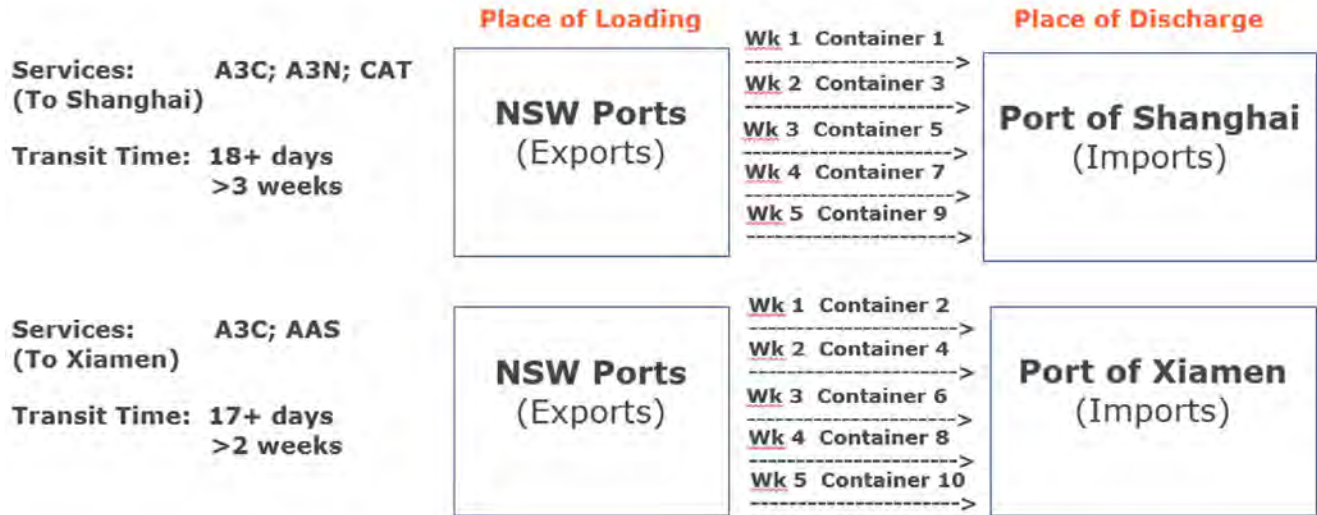 Place of Loading
Place of Discharge
Services: A3C; A3N; CAT
(To Shanghai)
Transit Time: 18+ days
>3 weeks
NSW Ports
(Exports)
Wk 1 Container 1
-------------------->
Wk 2 Container 3
-------------------->
Wk 3 Container 5
-------------------->
Wk 4 Container 7
-------------------->
Wk 5 Container 9
-------------------->
Port of Shanghai
(Imports)
Services: A3C; AAS
(To Xiamen)
Transit Time: 17+ days
>2 weeks
NSW Ports
(Exports)
Wk 1 Container 2
-------------------->
Wk 2 Container 4
-------------------->
Wk 3 Container 6
-------------------->
Wk 4 Container 8
-------------------->
Wk 5 Container 10
-------------------->
Port of Xiamen
(Imports)